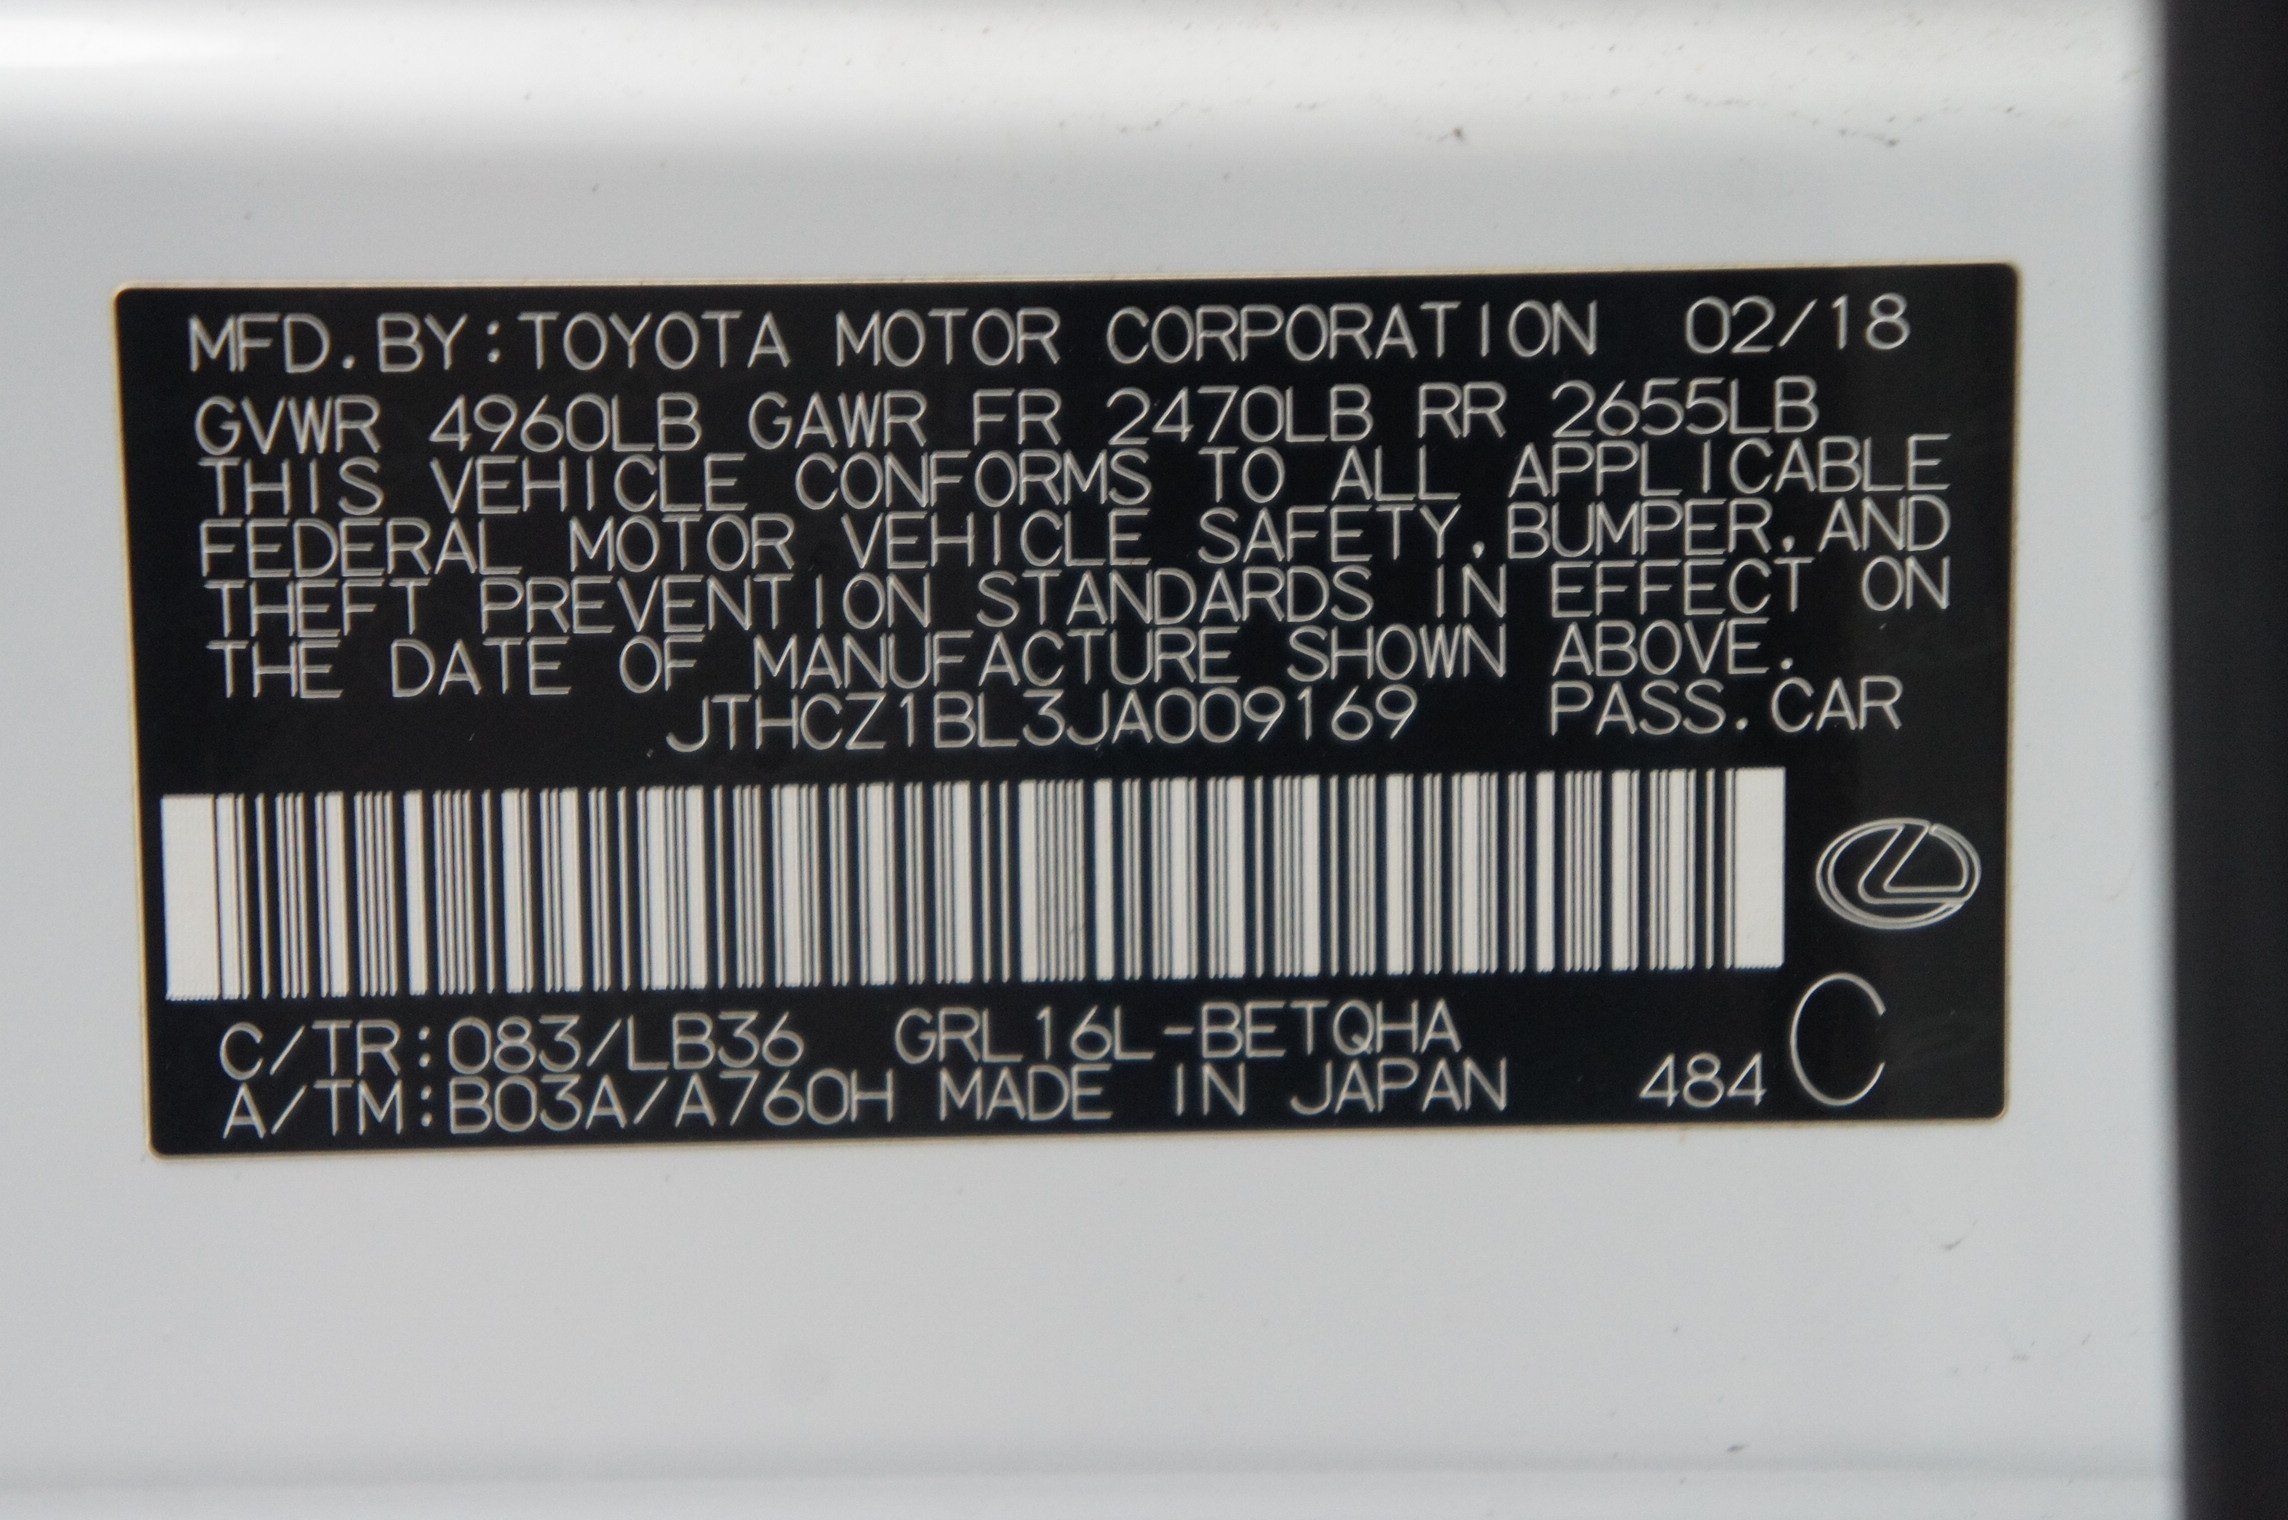 MFD.BY:TOYOTA MOTOR CORPORATION 02/18
GVWR 4960LB GAWR FR 2470LB RR 2655LB
THIS VEHICLE CONFORMS TO ALL APPLICABLE
FEDERAL MOTOR VEHICLE SAFETY,BUMPER,AND
THEFT PREVENTION STANDARDS IN EFFECT ON
THE DATE OF MANUFACTURE SHOWN ABOVE.
JTHCZ1BL3JA009169 PASS.CAR
C/TR:083/LB36 GRL16L-BETQHA
A/TM:B03A/A760H MADE IN JAPAN 484 C